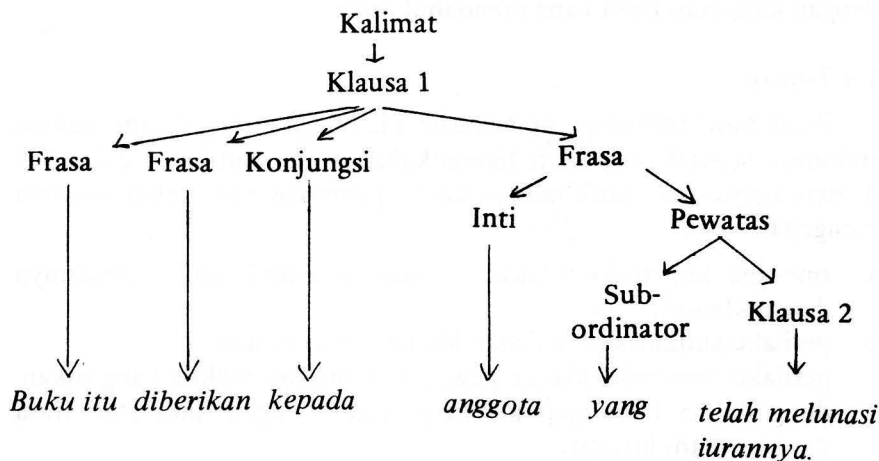 Kalimat
Klausa 1
Frasa Frasa Konjungsi Frasa
Inti Pewatas
Sub-
ordinator Klausa 2
Buku itu diberikan kepada anggota yang telah melunasi
iurannya.